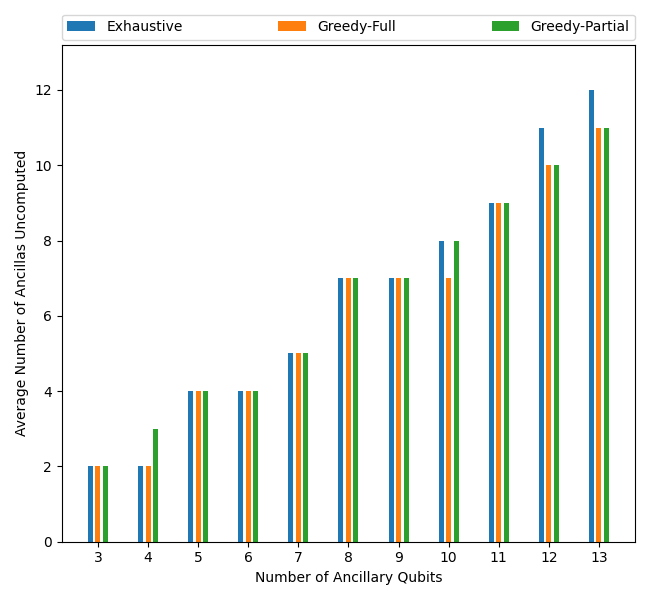 Exhaustive Greedy-Full Greedy-Partial
Average Number of Ancillas Uncomputed
12
10
8
6
4
2
0
3 4 5 6 7 8 9 10 11 12 13
Number of Ancillary Qubits